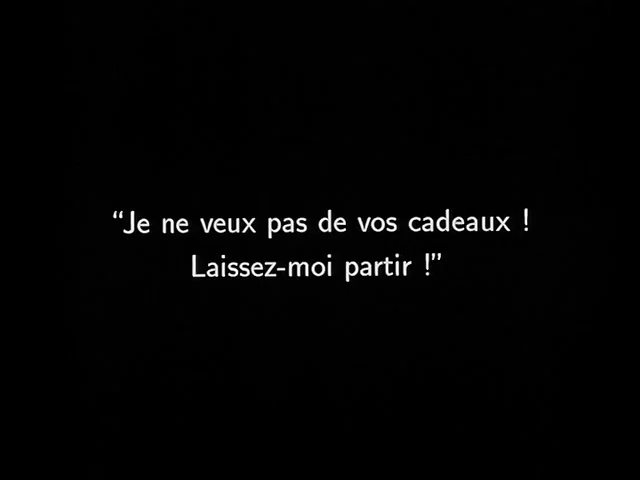 “Je ne veux pas de vos cadeaux !
Laissez-moi partir !”